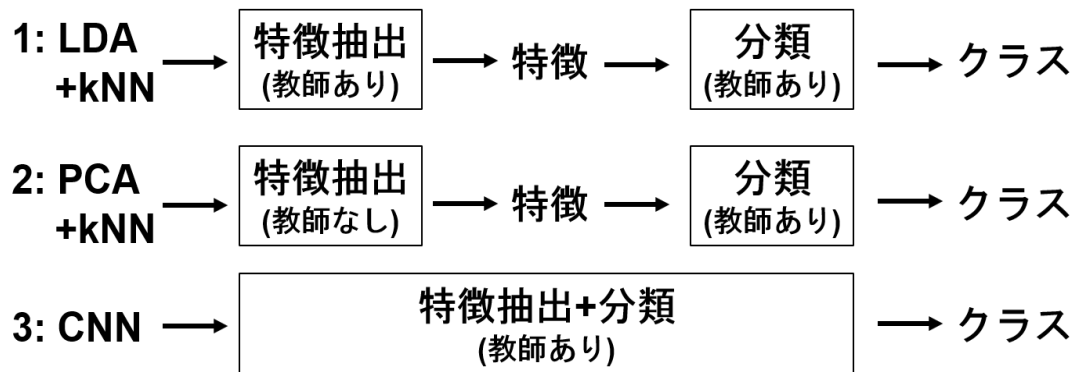 1: LDA
+kNN
特徴抽出
(教師あり)
特徴
分類
(教師あり)
クラス
2: PCA
+kNN
特徴抽出
(教師なし)
特徴
分類
(教師あり)
クラス
3: CNN
特徴抽出+分類
(教師あり)
クラス